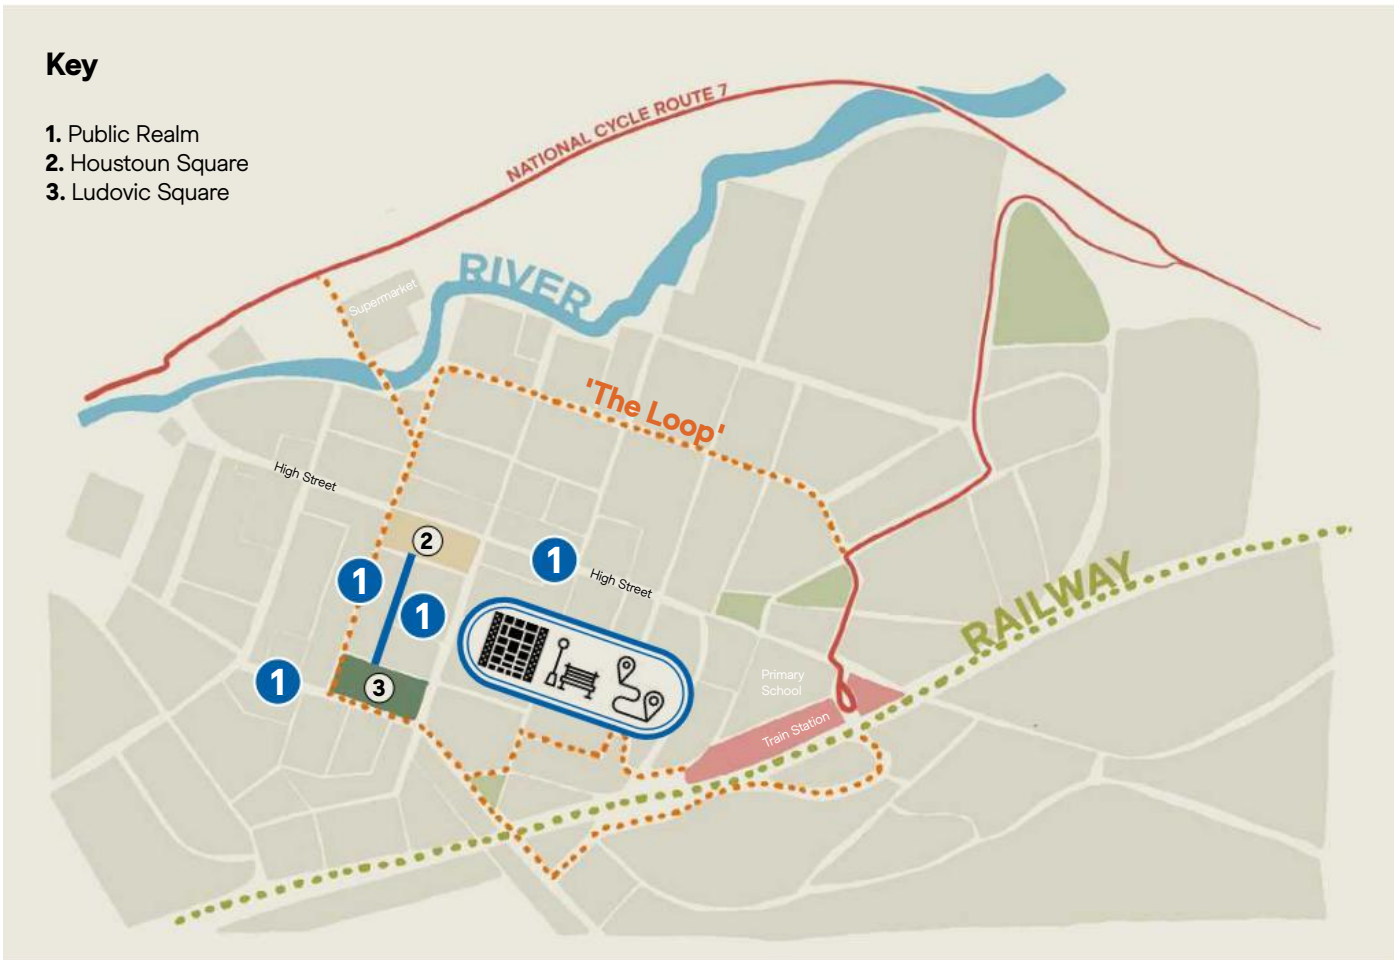 Key
1. Public Realm
2. Houstoun Square
3. Ludovic Square
NATIONAL CYCLE ROUTE 7
RIVER
Supermarket
'The Loop'
High Street
2
1
1
High Street
1
RAILWAY
1
3
Primary
School
Train Station